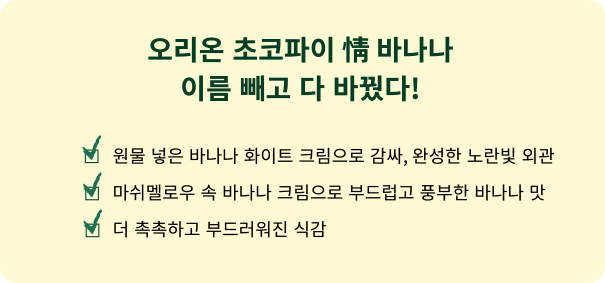 오리온 초코파이 情 바나나
이름 빼고 다 바꿨다!
원물 넣은 바나나 화이트 크림으로 감싸, 완성한 노란빛 외관
마쉬멜로우 속 바나나 크림으로 부드럽고 풍부한 바나나 맛
더 촉촉하고 부드러워진 식감